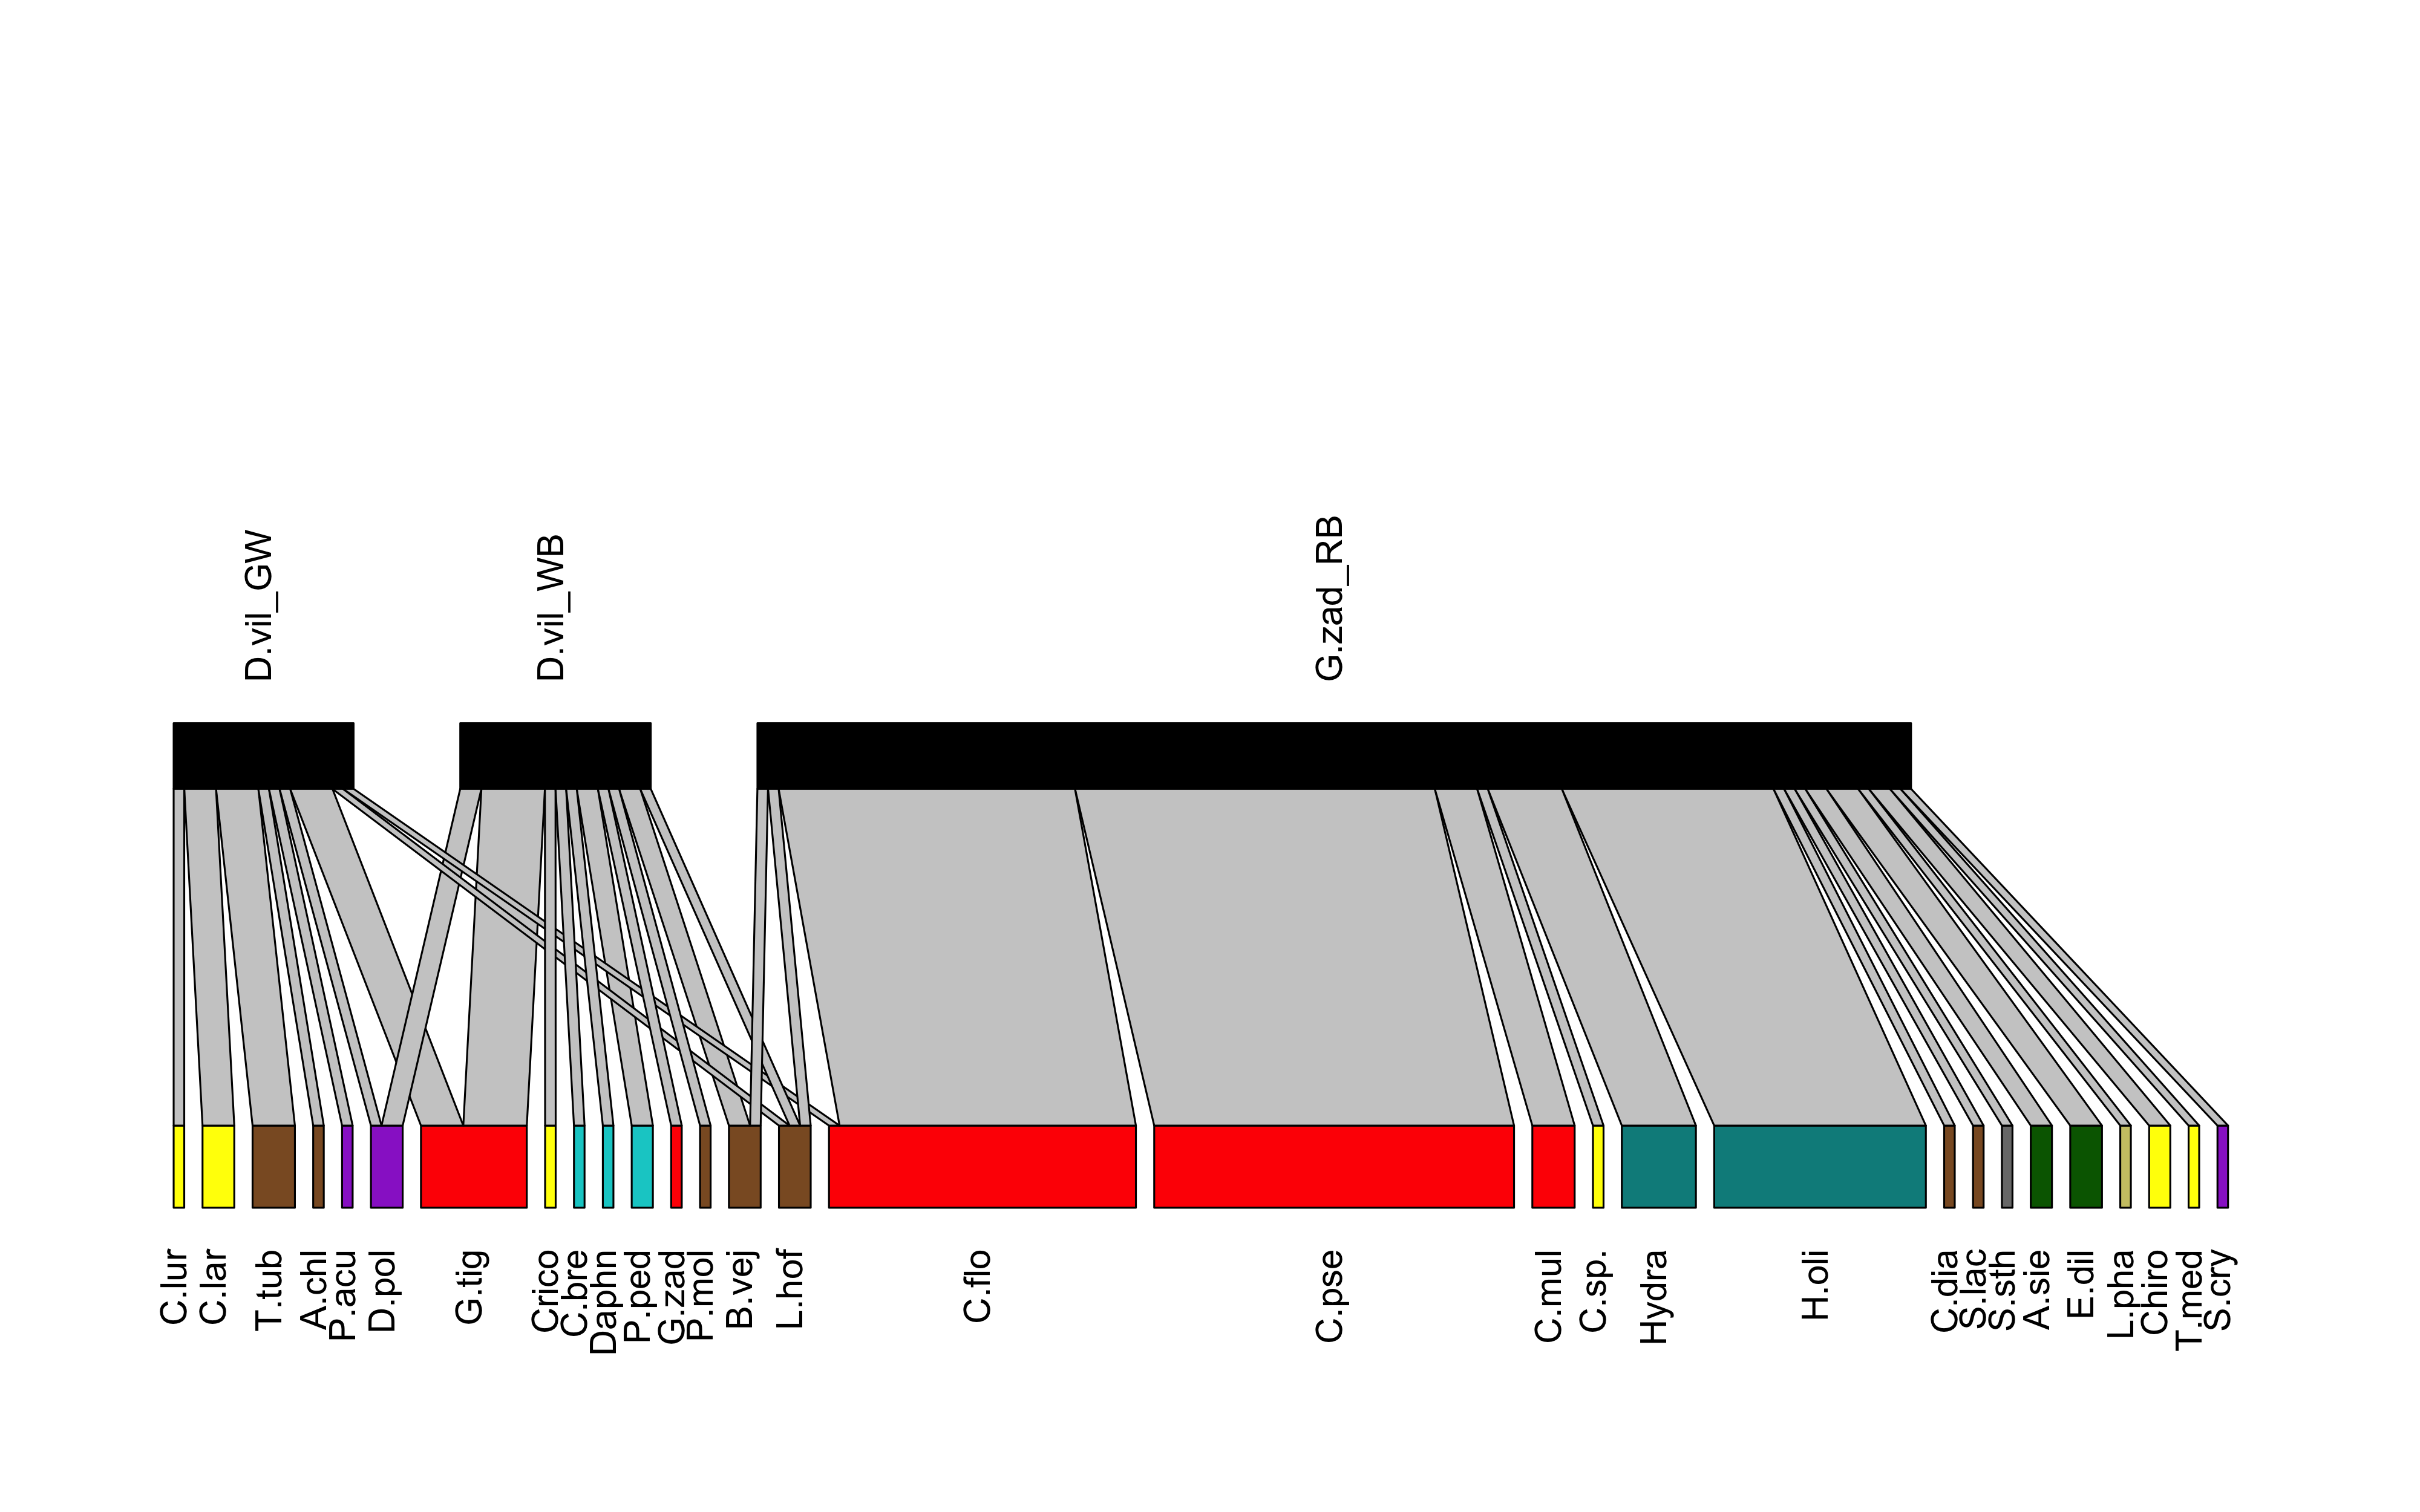 D.vil_GW
D.vil_WB
G.zad_RB
C.lur
C.lar
T.tub
A.chl
P.acu
D.pol
G.tig
Crico
C.bre
Daphn
P.ped
G.zad
P.mol
B.vej
L.hof
C.flo
C.pse
C.mul
C.sp.
Hydra
H.oli
C.dia
S.lac
S.sth
A.sie
E.dil
L.pha
Chiro
T.med
S.cry